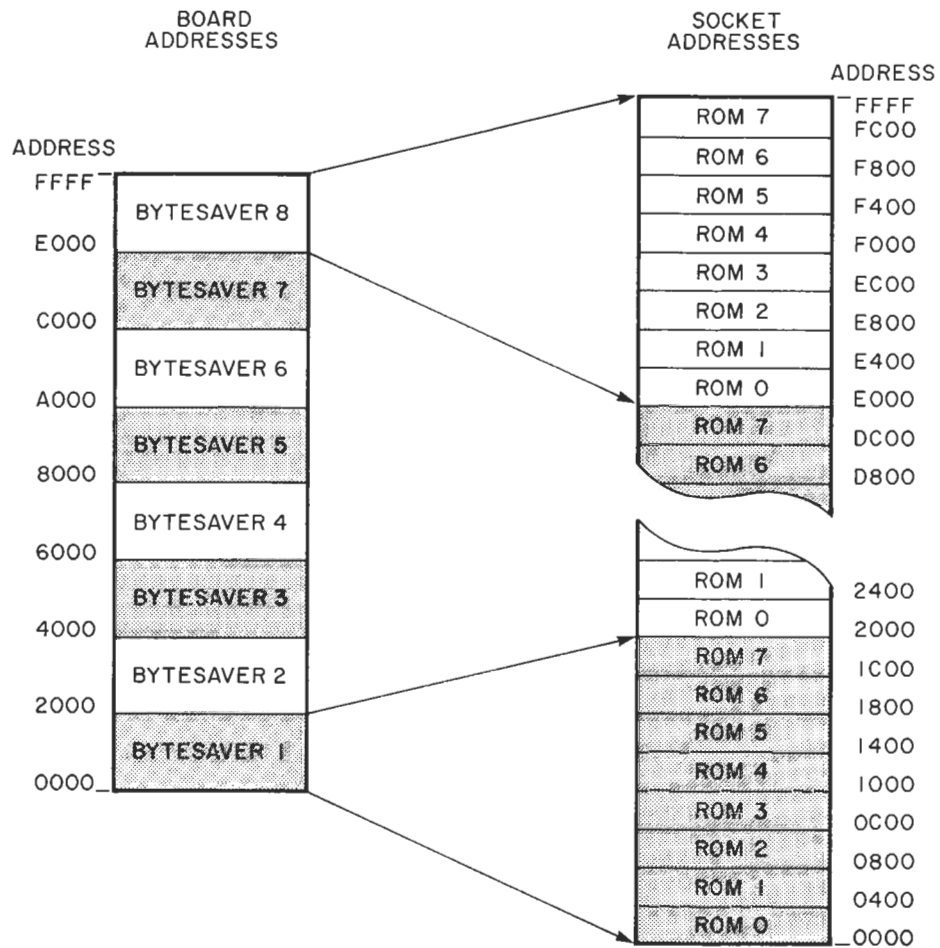 BOARD
ADDRESSES
ADDRESS
FFFF
BYTESAVER 8
E000
BYTESAVER 7
C000
BYTESAVER 6
A000
BYTESAVER 5
8000
BYTESAVER 4
6000
BYTESAVER 3
4000
BYTESAVER 2
2000
BYTESAVER 1
0000
SOCKET
ADDRESSES
ADDRESS
FFFF
ROM 7
FC00
ROM 6
F800
ROM 5
F400
ROM 4
F000
ROM 3
EC00
ROM 2
E800
ROM 1
E400
ROM 0
E000
ROM 7
DC00
ROM 6
D800
ROM 1
2400
ROM 0
2000
ROM 7
1C00
ROM 6
1800
ROM 5
1400
ROM 4
1000
ROM 3
0C00
ROM 2
0800
ROM 1
0400
ROM 0
0000